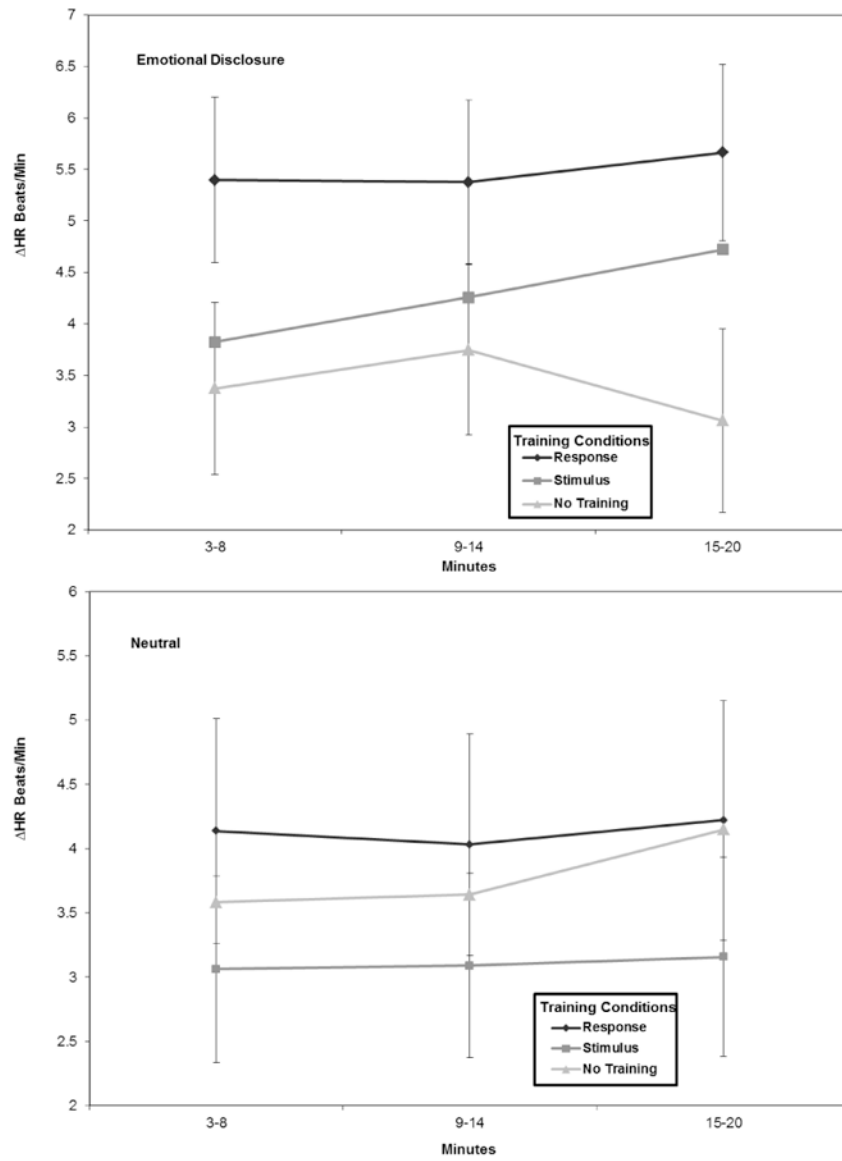 7
6.5
Emotional Disclosure
6
5.5
5
ΔHR Beats/Min
4.5
4
3.5
3
2.5
2
Training Conditions
Response
Stimulus
No Training
3-8
9-14
15-20
Minutes
6
5.5
Neutral
5
4.5
ΔHR Beats/Min
4
3.5
3
2.5
2
Training Conditions
Response
Stimulus
No Training
3-8
9-14
15-20
Minutes